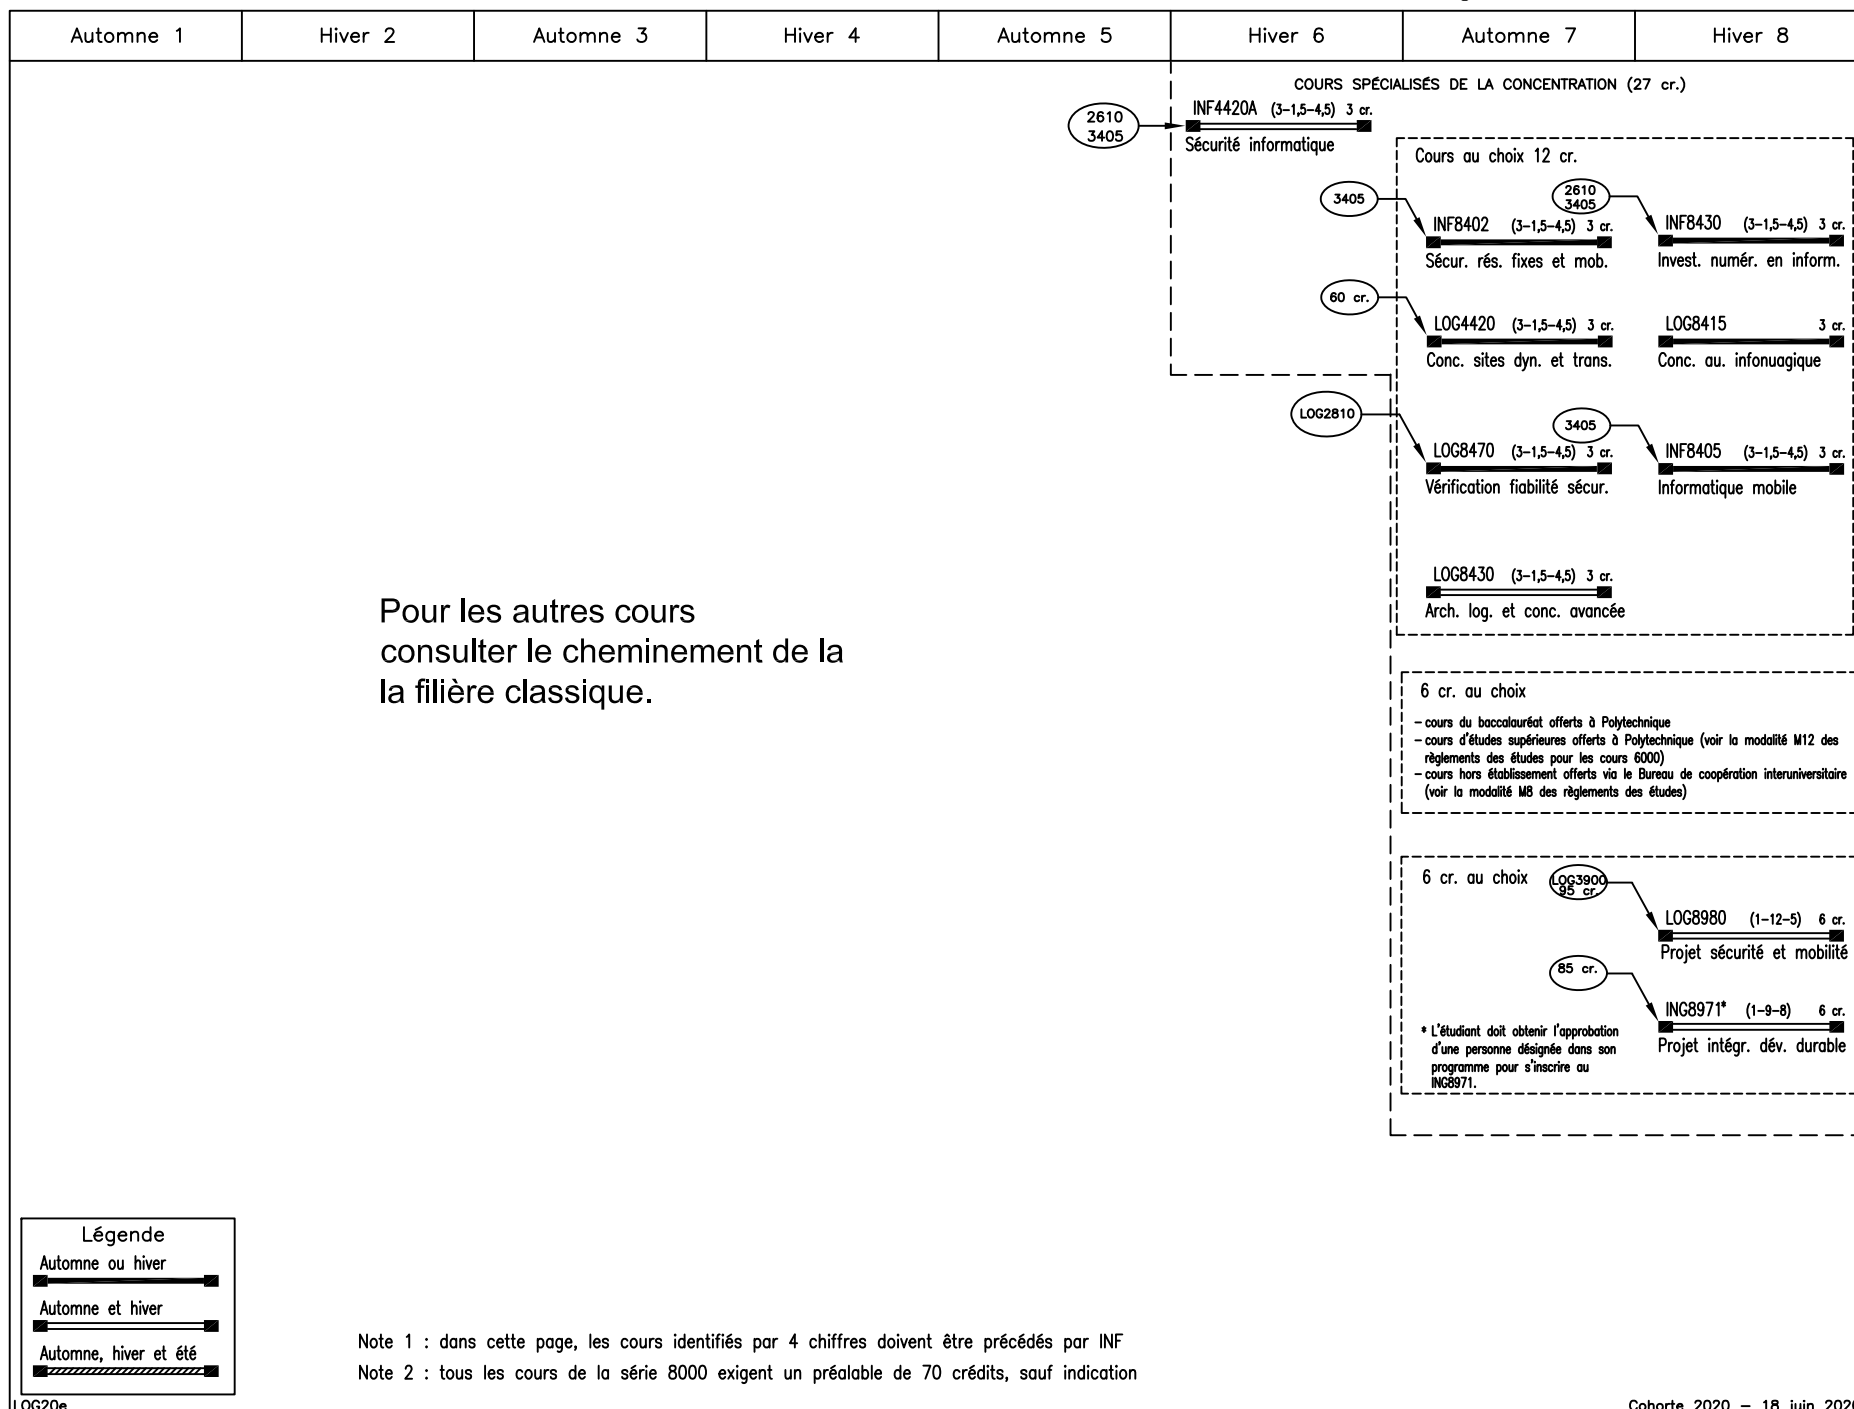 Automne 1
Hiver 2
Automne 3
Hiver 4
Automne 5
Hiver 6
Automne 7
Hiver 8
COURS SPÉCIALISÉS DE LA CONCENTRATION (27 cr.)
2610
3405
INF4420A (3-1,5-4,5) 3 cr.
Sécurité informatique
Cours au choix 12 cr.
3405
INF8402 (3-1,5-4,5) 3 cr.
Sécur. rés. fixes et mob.
2610
3405
INF8430 (3-1,5-4,5) 3 cr.
Invest. numér. en inform.
60 cr.
LOG4420 (3-1,5-4,5) 3 cr.
Conc. sites dyn. et trans.
LOG8415 3 cr.
Conc. au. infonuagique
LOG2810
LOG8470 (3-1,5-4,5) 3 cr.
Vérification fiabilité sécur.
3405
INF8405 (3-1,5-4,5) 3 cr.
Informatique mobile
LOG8430 (3-1,5-4,5) 3 cr.
Arch. log. et conc. avancée
Pour les autres cours
consulter le cheminement de la
la filière classique.
6 cr. au choix
- cours du baccalauréat offerts à Polytechnique
- cours d'études supérieures offerts à Polytechnique (voir la modalité M12 des
règlements des études pour les cours 6000)
- cours hors établissement offerts via le Bureau de coopération interuniversitaire
(voir la modalité M8 des règlements des études)
6 cr. au choix
LOG3900
95 cr.
LOG8980 (1-12-5) 6 cr.
Projet sécurité et mobilité
85 cr.
ING8971* (1-9-8) 6 cr.
Projet intégr. dév. durable
* L'étudiant doit obtenir l'approbation
d'une personne désignée dans son
programme pour s'inscrire au
ING8971.
Légende
Automne ou hiver
Automne et hiver
Automne, hiver et été
Note 1 : dans cette page, les cours identifiés par 4 chiffres doivent être précédés par INF
Note 2 : tous les cours de la série 8000 exigent un préalable de 70 crédits, sauf indication
LOG20e
Cohorte 2020 - 18 juin 2020